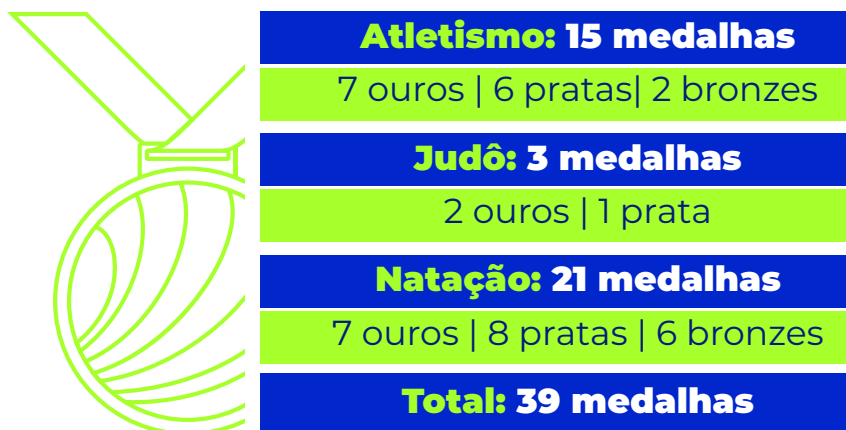 Atletismo: 15 medalhas
7 ouros | 6 pratas| 2 bronzes
Judô: 3 medalhas
2 ouros | 1 prata
Natação: 21 medalhas
7 ouros | 8 pratas | 6 bronzes
Total: 39 medalhas